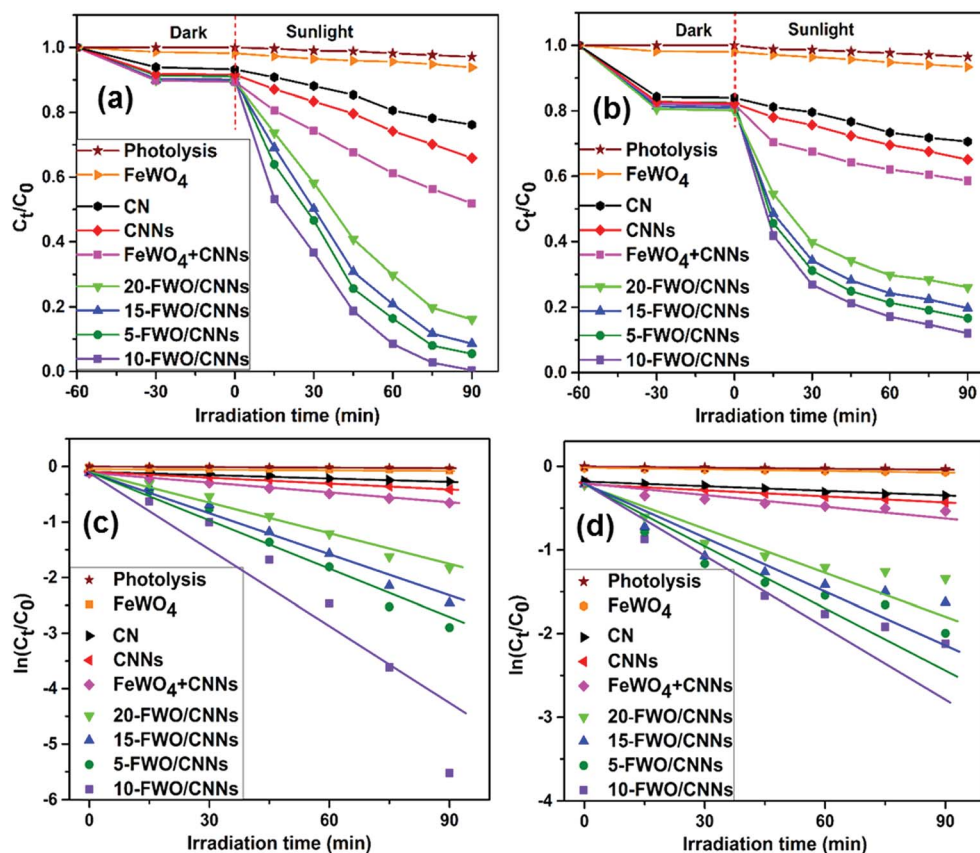 Dark Sunlight
(a)
1.0
0.8
0.6
0.4
0.2
0.0
Cₜ/C₀
Photolysis
FeWO₄
CN
CNNs
FeWO₄+CNNs
20-FWO/CNNs
15-FWO/CNNs
5-FWO/CNNs
10-FWO/CNNs
-60 -30 0 30 60 90
Irradiation time (min)
Dark Sunlight
(b)
1.0
0.8
0.6
0.4
0.2
0.0
Cₜ/C₀
Photolysis
FeWO₄
CN
CNNs
FeWO₄+CNNs
20-FWO/CNNs
15-FWO/CNNs
5-FWO/CNNs
10-FWO/CNNs
-60 -30 0 30 60 90
Irradiation time (min)
(c)
0
-1
-2
-3
-4
-5
-6
ln(Cₜ/C₀)
Photolysis
FeWO₄
CN
CNNs
FeWO₄+CNNs
20-FWO/CNNs
15-FWO/CNNs
5-FWO/CNNs
10-FWO/CNNs
0 30 60 90
Irradiation time (min)
(d)
0
-1
-2
-3
-4
ln(Cₜ/C₀)
Photolysis
FeWO₄
CN
CNNs
FeWO₄+CNNs
20-FWO/CNNs
15-FWO/CNNs
5-FWO/CNNs
10-FWO/CNNs
0 30 60 90
Irradiation time (min)